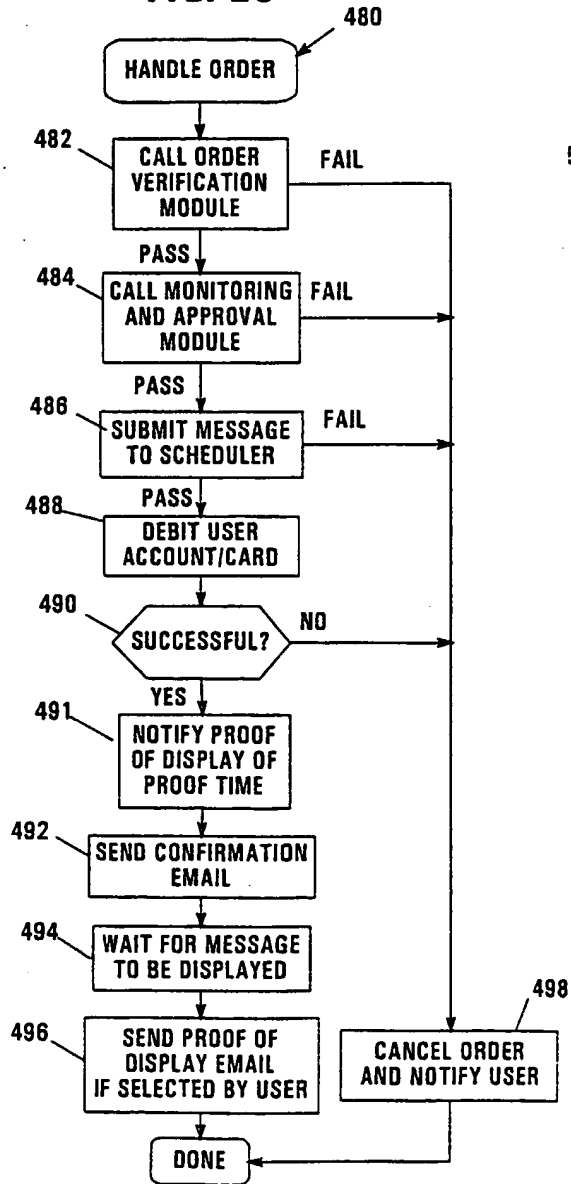 480
HANDLE ORDER
482
CALL ORDER
VERIFICATION
MODULE
FAIL
PASS
484
CALL MONITORING
AND APPROVAL
MODULE
FAIL
PASS
486
SUBMIT MESSAGE
TO SCHEDULER
FAIL
PASS
488
DEBIT USER
ACCOUNT/CARD
490
SUCCESSFUL?
NO
YES
491
NOTIFY PROOF
OF DISPLAY OF
PROOF TIME
492
SEND CONFIRMATION
EMAIL
494
WAIT FOR MESSAGE
TO BE DISPLAYED
496
SEND PROOF OF
DISPLAY EMAIL
IF SELECTED BY USER
498
CANCEL ORDER
AND NOTIFY USER
DONE